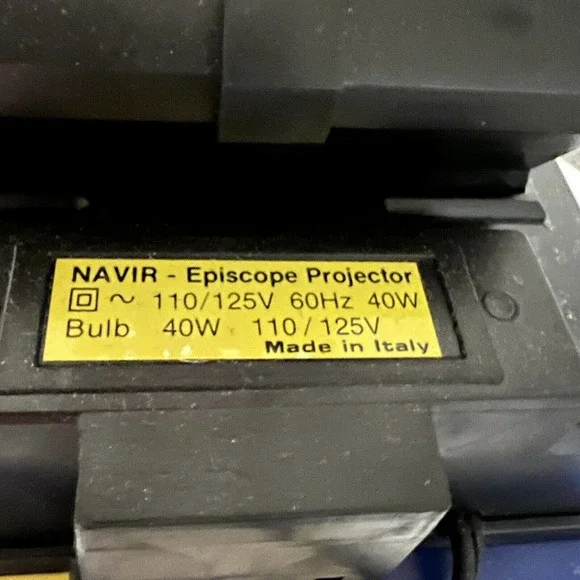 NAVIR - Episcope Projector
~ 110/125V 60Hz 40W
Bulb 40W 110/125V
Made in Italy